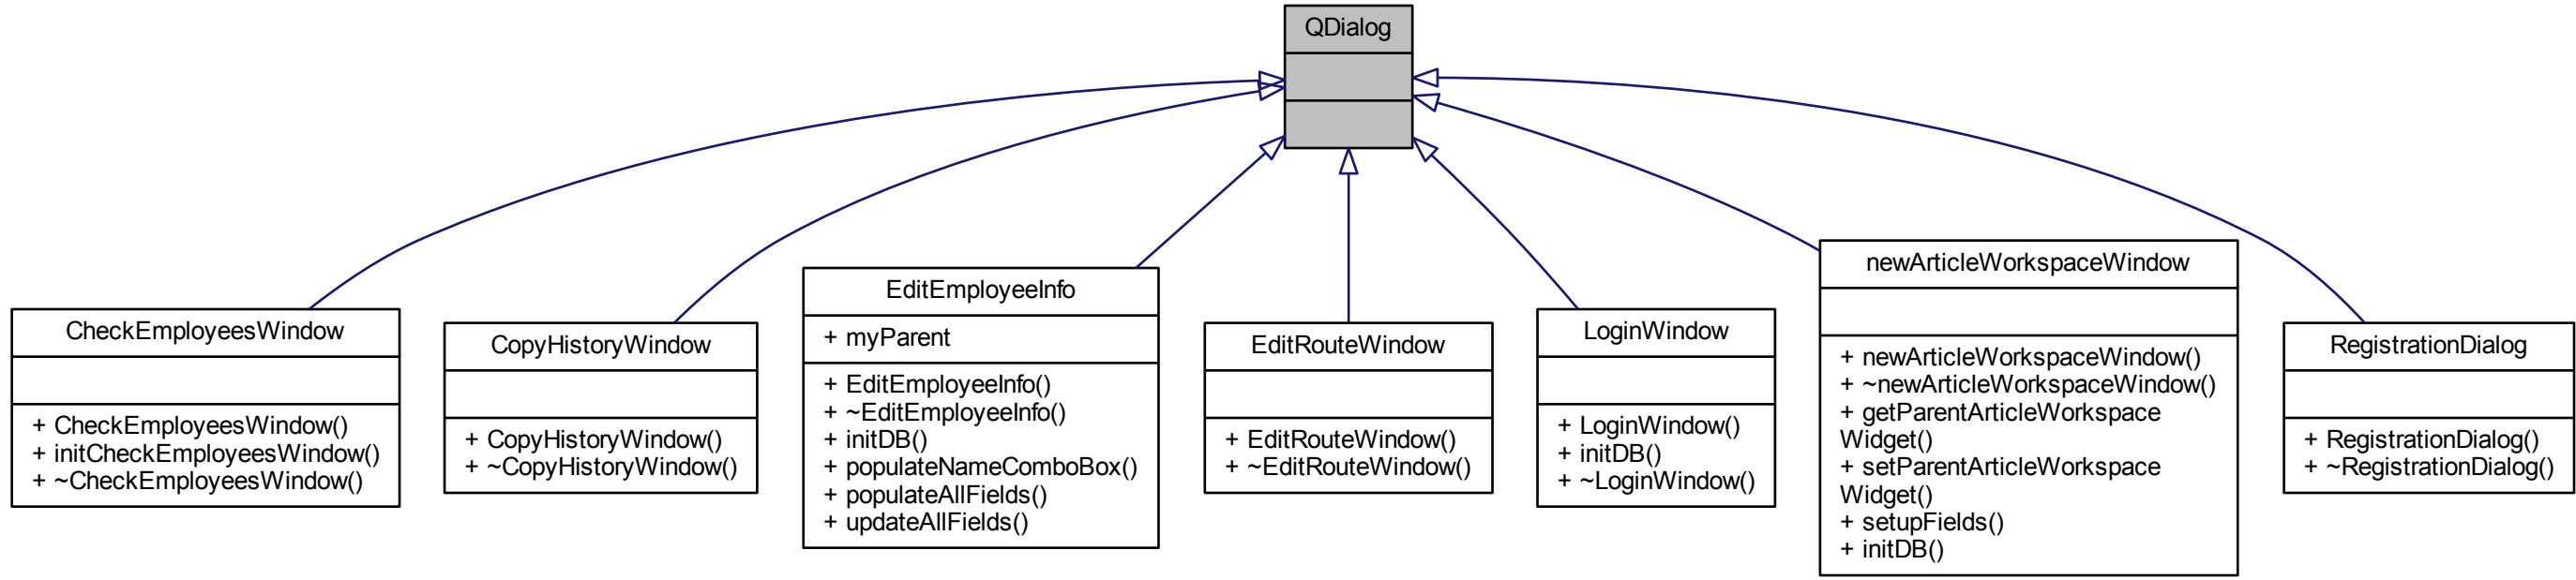 QDialog
CheckEmployeesWindow
+ CheckEmployeesWindow()
+ initCheckEmployeesWindow()
+ ~CheckEmployeesWindow()
CopyHistoryWindow
+ CopyHistoryWindow()
+ ~CopyHistoryWindow()
EditEmployeeInfo
+ myParent
+ EditEmployeeInfo()
+ ~EditEmployeeInfo()
+ initDB()
+ populateNameComboBox()
+ populateAllFields()
+ updateAllFields()
EditRouteWindow
+ EditRouteWindow()
+ ~EditRouteWindow()
LoginWindow
+ LoginWindow()
+ initDB()
+ ~LoginWindow()
newArticleWorkspaceWindow
+ newArticleWorkspaceWindow()
+ ~newArticleWorkspaceWindow()
+ getParentArticleWorkspace
Widget()
+ setParentArticleWorkspace
Widget()
+ setupFields()
+ initDB()
RegistrationDialog
+ RegistrationDialog()
+ ~RegistrationDialog()